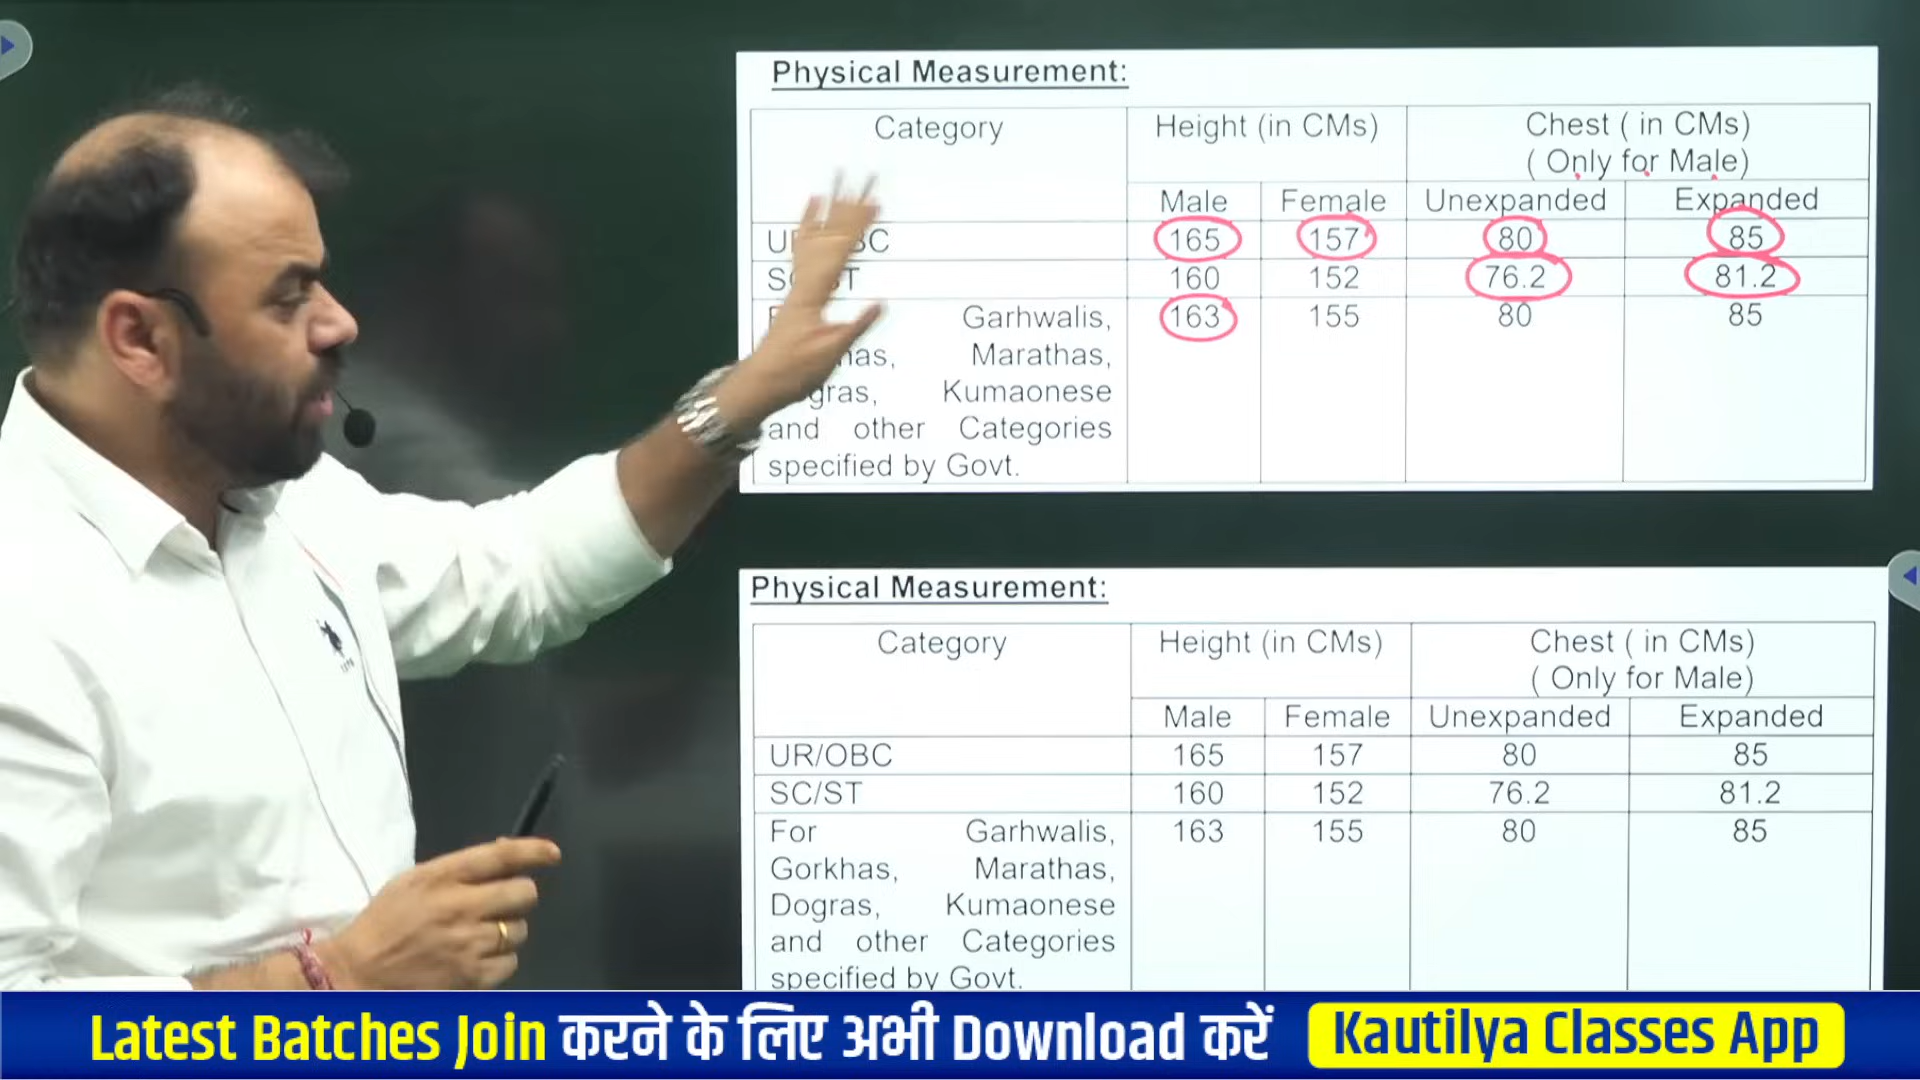 Physical Measurement:
Category Height (in CMs) Chest ( in CMs)
( Only for Male)
Male Female Unexpanded Expanded
165 157 80 85
160 152 76.2 81.2
Garhwalis, 163 155 80 85
Marathas,
Kumaonese
and other Categories
specified by Govt.
Physical Measurement:
Category Height (in CMs) Chest ( in CMs)
( Only for Male)
Male Female Unexpanded Expanded
UR/OBC 165 157 80 85
SC/ST 160 152 76.2 81.2
For Garhwalis, 163 155 80 85
Gorkhas, Marathas,
Dogras, Kumaonese
and other Categories
specified by Govt.
Latest Batches Join करने के लिए अभी Download करें Kautilya Classes App